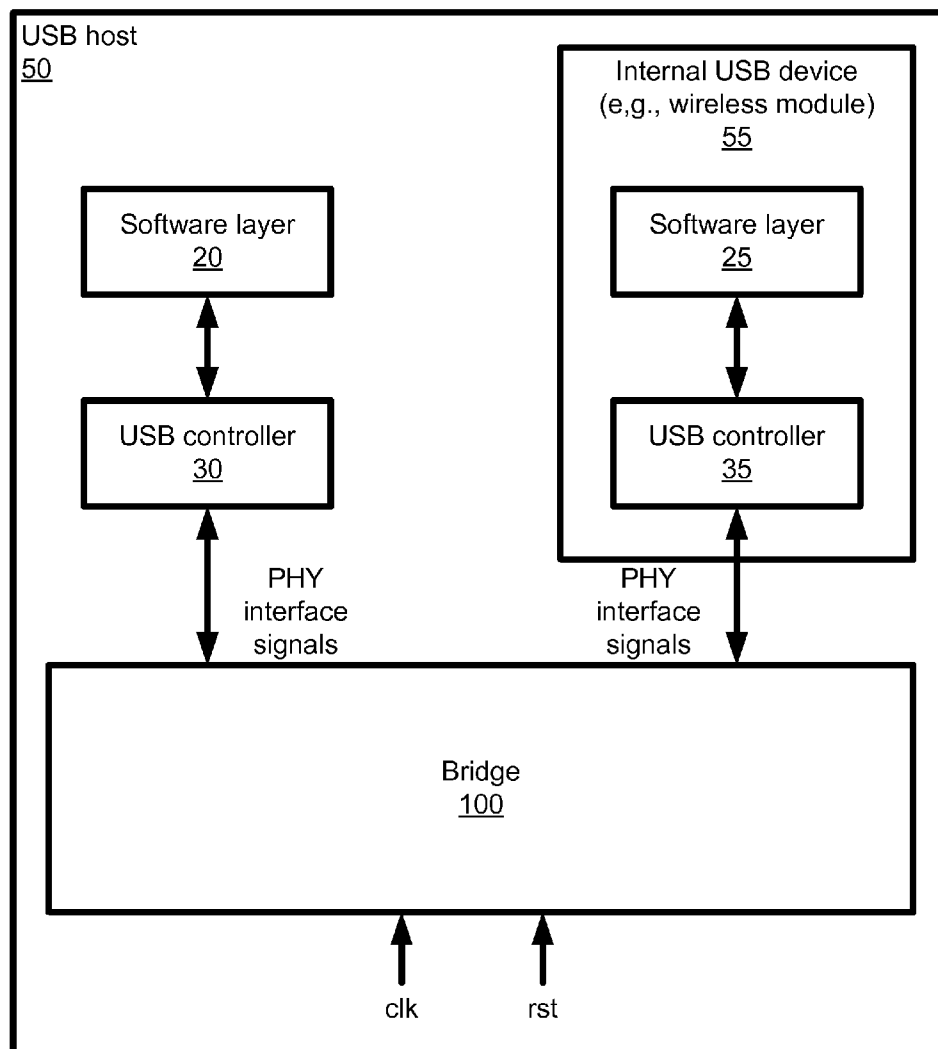 USB host
50
Internal USB device
(e,g., wireless module)
55
Software layer
20
Software layer
25
USB controller
30
USB controller
35
PHY
interface
signals
PHY
interface
signals
Bridge
100
clk
rst